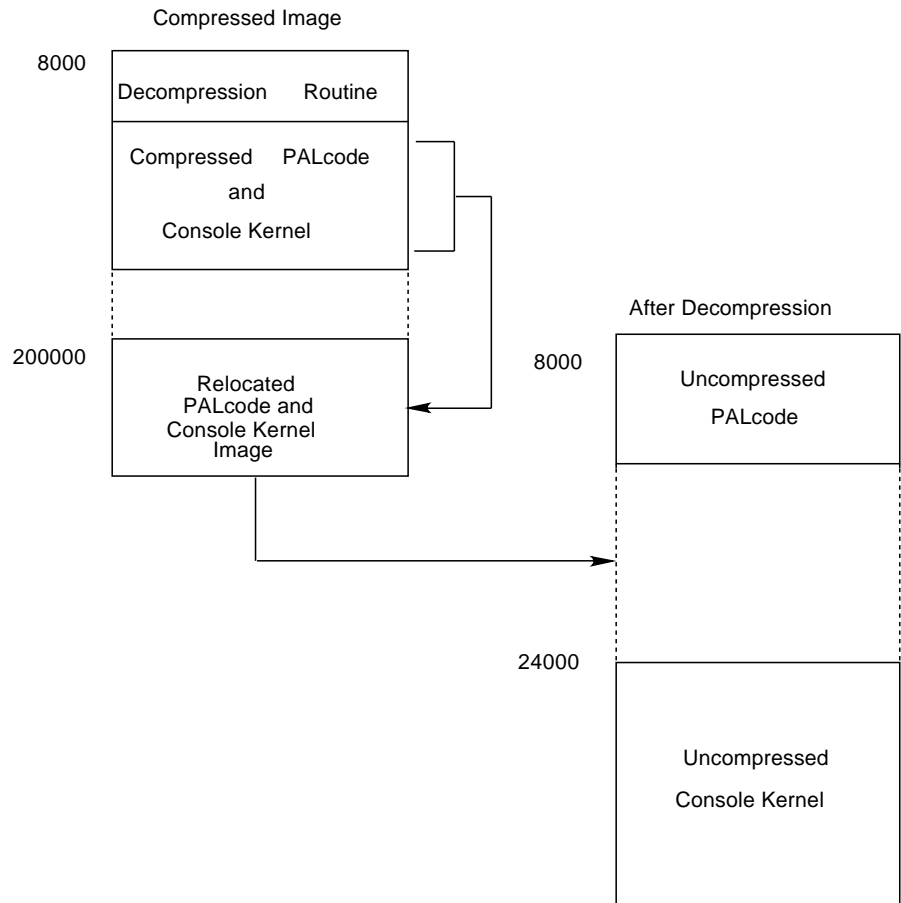 Compressed Image
8000
Decompression Routine
Compressed PALcode
and
Console Kernel
200000
Relocated
PALcode and
Console Kernel
Image
After Decompression
8000
Uncompressed
PALcode
24000
Uncompressed
Console Kernel